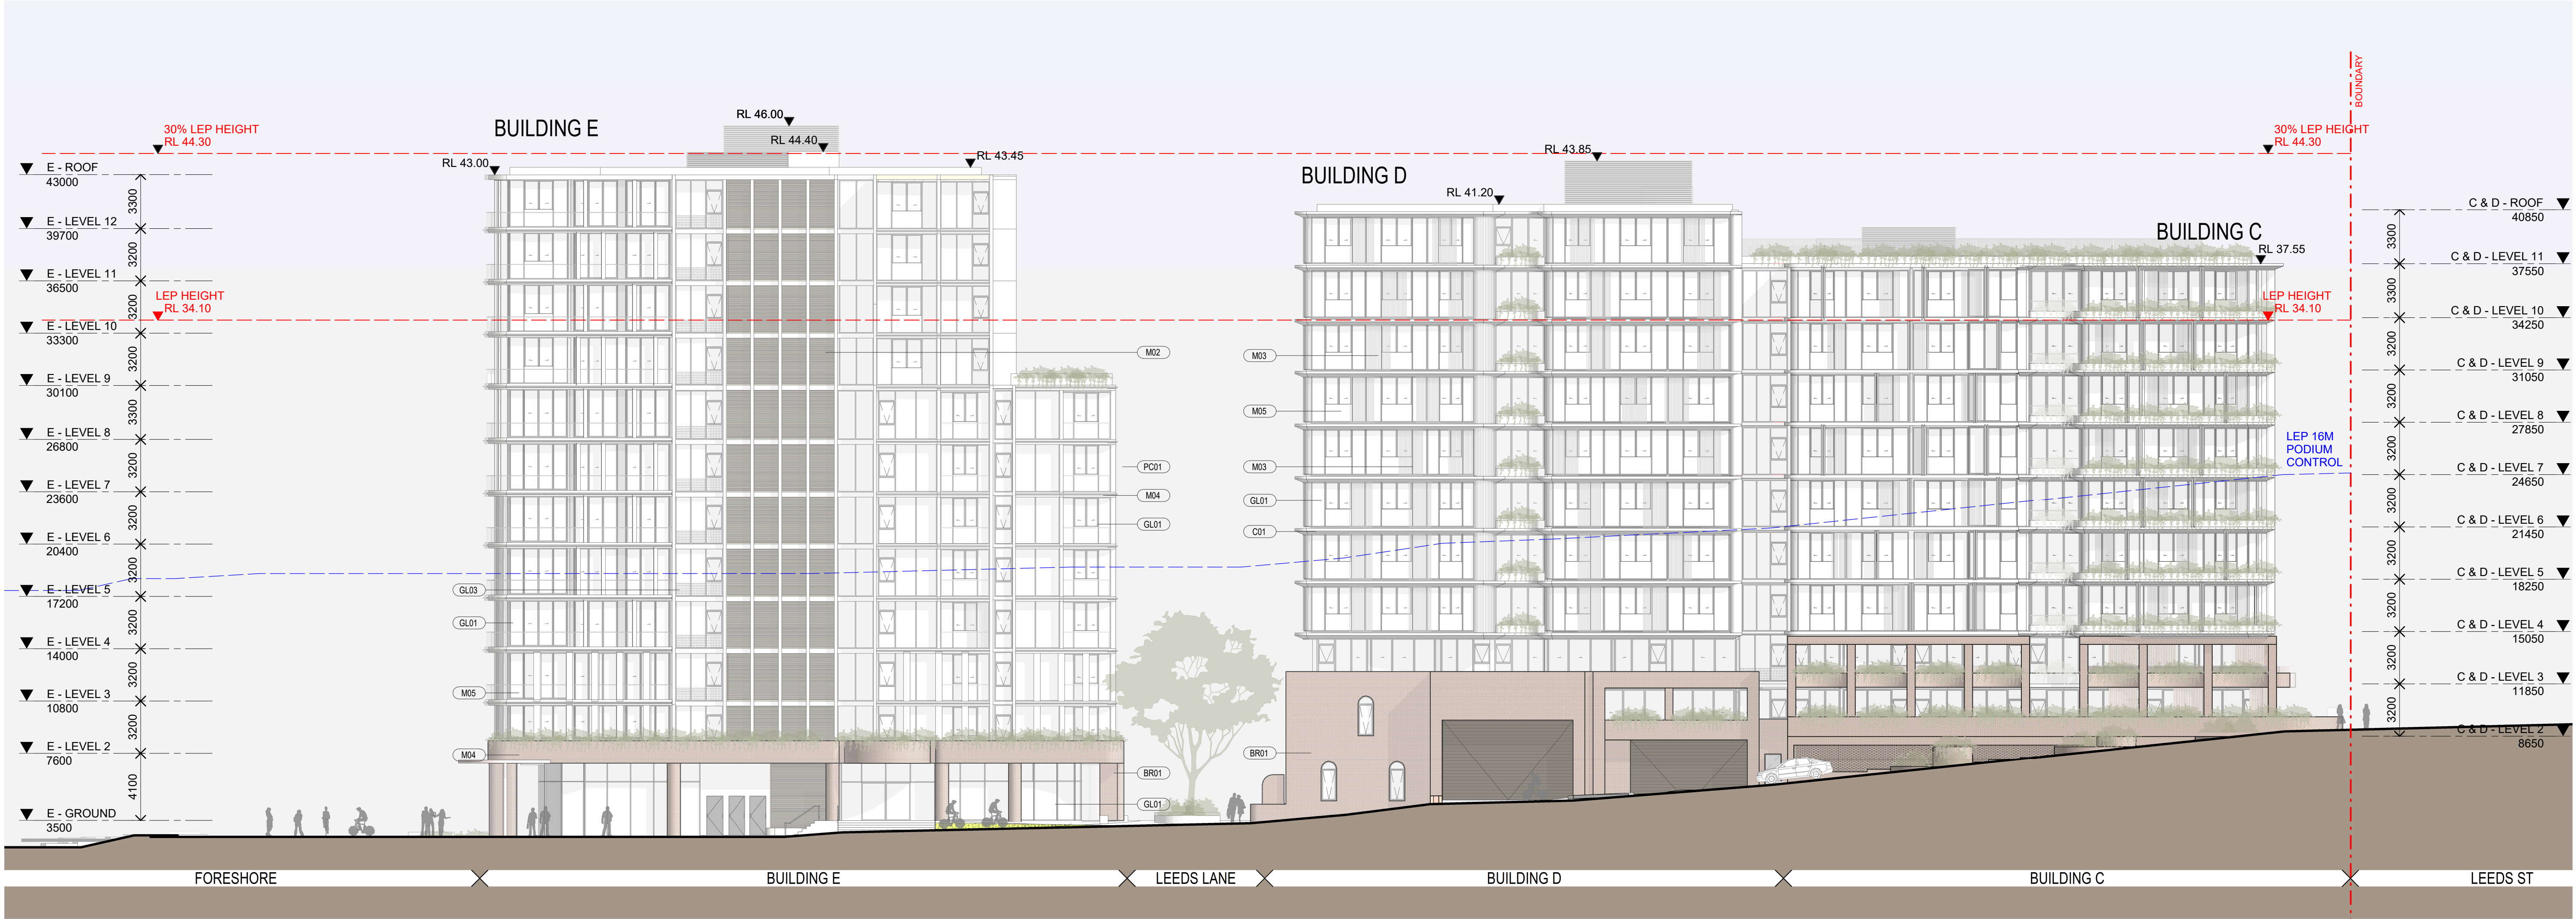 BOUNDARY
BUILDING E
RL 46.00
RL 44.40
RL 43.00
RL 43.45
30% LEP HEIGHT
RL 44.30
E - ROOF
43000
3300
E - LEVEL 12
39700
3200
E - LEVEL 11
36500
3200
LEP HEIGHT
RL 34.10
E - LEVEL 10
33300
3200
E - LEVEL 9
30100
3300
E - LEVEL 8
26800
3200
E - LEVEL 7
23600
3200
E - LEVEL 6
20400
3200
E - LEVEL 5
17200
3200
E - LEVEL 4
14000
3200
E - LEVEL 3
10800
3200
E - LEVEL 2
7600
4100
E - GROUND
3500
GL03
GL01
M05
M04
M02
PC01
M04
GL01
BR01
GL01
BUILDING D
RL 43.85
RL 41.20
M03
M05
M03
GL01
C01
BR01
BUILDING C
RL 37.55
30% LEP HEIGHT
RL 44.30
LEP HEIGHT
RL 34.10
LEP 16M
PODIUM
CONTROL
C & D - ROOF
40850
3300
C & D - LEVEL 11
37550
3300
C & D - LEVEL 10
34250
3200
C & D - LEVEL 9
31050
3200
C & D - LEVEL 8
27850
3200
C & D - LEVEL 7
24650
3200
C & D - LEVEL 6
21450
3200
C & D - LEVEL 5
18250
3200
C & D - LEVEL 4
15050
3200
C & D - LEVEL 3
11850
3200
C & D - LEVEL 2
8650
FORESHORE
BUILDING E
LEEDS LANE
BUILDING D
BUILDING C
LEEDS ST